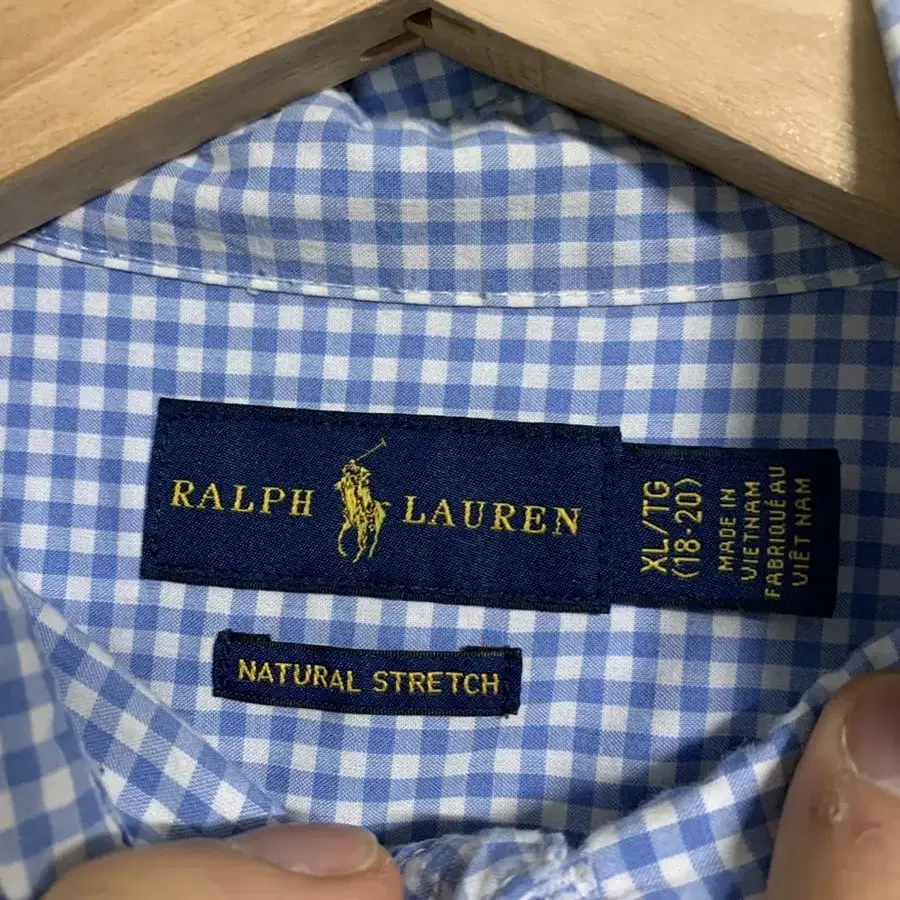 RALPH LAUREN
XL/TG
(18-20)
MADE IN
VIETNAM
FABRIQUÉ AU
VIÊT NAM
NATURAL STRETCH